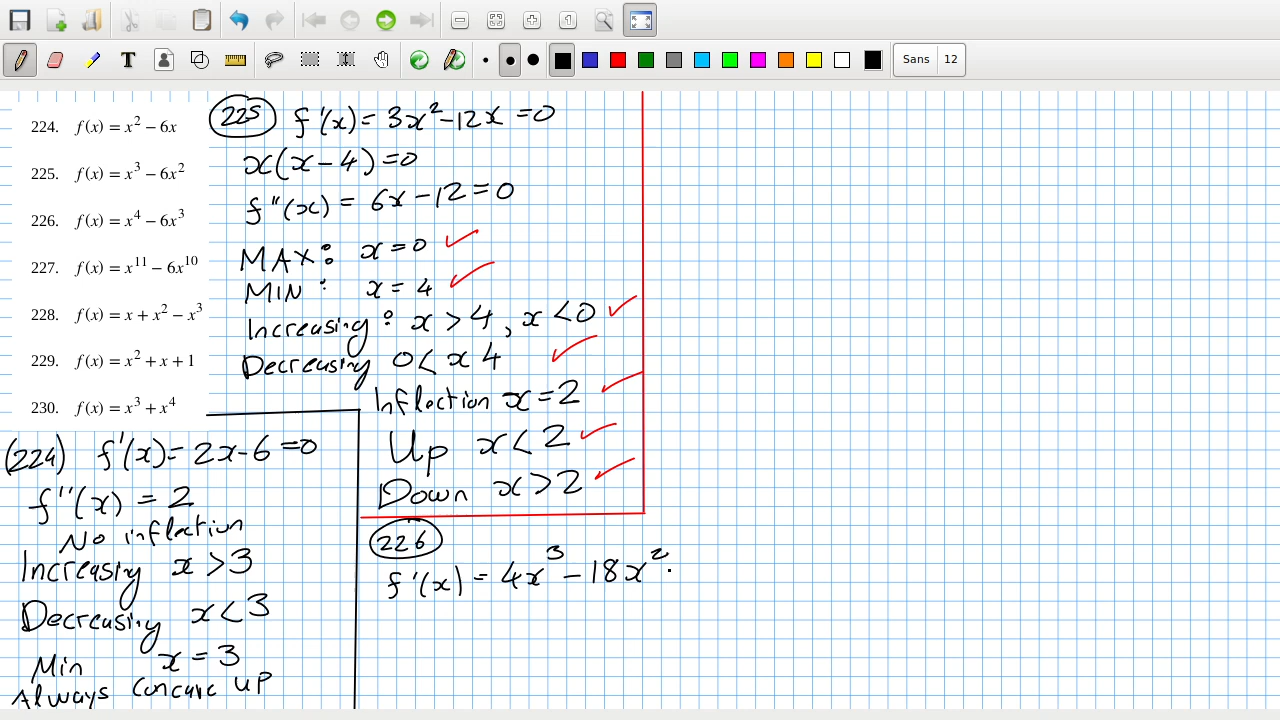 Sans 12
224. f(x) = x² − 6x
225. f(x) = x³ − 6x²
226. f(x) = x⁴ − 6x³
227. f(x) = x¹¹ − 6x¹⁰
228. f(x) = x + x² − x³
229. f(x) = x² + x + 1
230. f(x) = x³ + x⁴
(224) f'(x) = 2x-6 =0
f''(x) = 2
No inflection
Increasing x > 3
Decreasing x < 3
Min x = 3
Always concave up
225 f'(x) = 3x²-12x =0
x(x-4) =0
f''(x) = 6x-12=0
MAX: x=0
MIN: x= 4
Increasing: x > 4, x < 0
Decreasing 0< x 4
Inflection x=2
Up x < 2
Down x > 2
226
f'(x) = 4x³ - 18x²